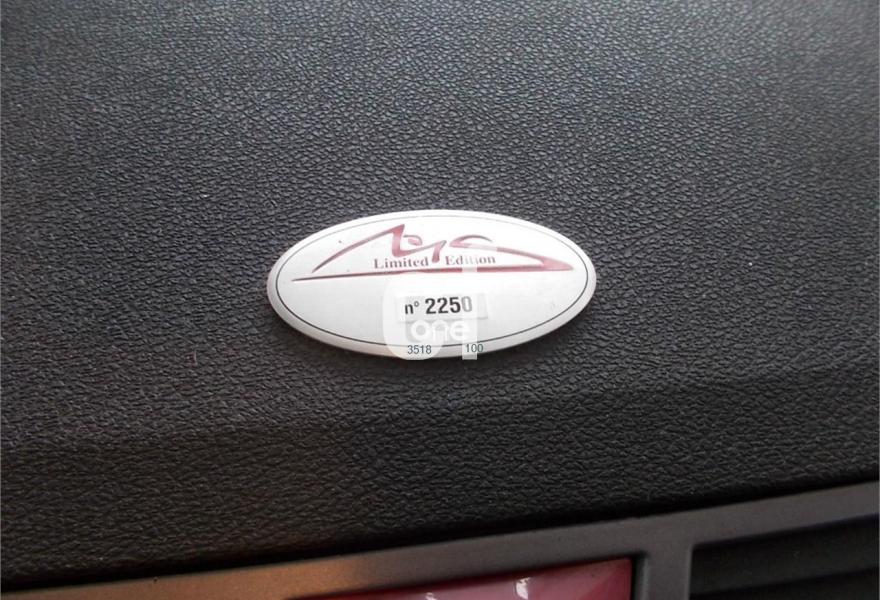 Limited Edition
n° 2250
one
3518 100